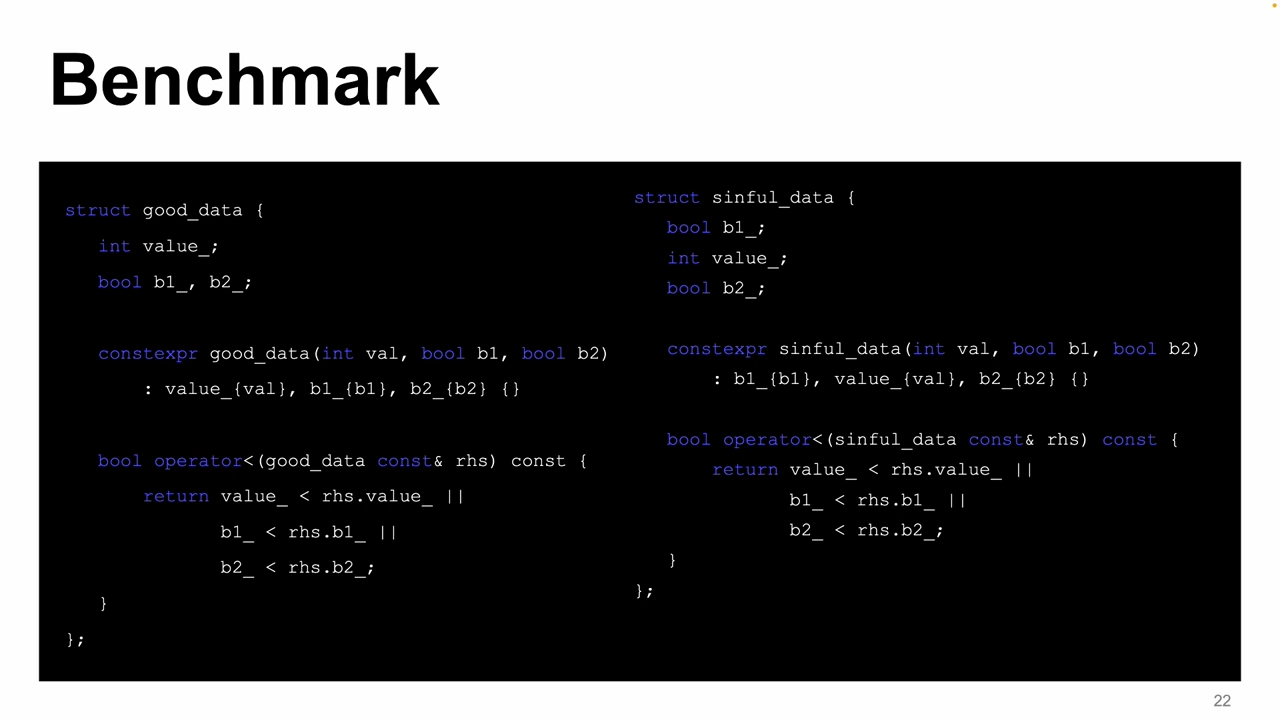 Benchmark
struct good_data {
int value_;
bool b1_, b2_;
constexpr good_data(int val, bool b1, bool b2)
: value_{val}, b1_{b1}, b2_{b2} {}
bool operator<(good_data const& rhs) const {
return value_ < rhs.value_ ||
b1_ < rhs.b1_ ||
b2_ < rhs.b2_;
}
};
struct sinful_data {
bool b1_;
int value_;
bool b2_;
constexpr sinful_data(int val, bool b1, bool b2)
: b1_{b1}, value_{val}, b2_{b2} {}
bool operator<(sinful_data const& rhs) const {
return value_ < rhs.value_ ||
b1_ < rhs.b1_ ||
b2_ < rhs.b2_;
}
};
22